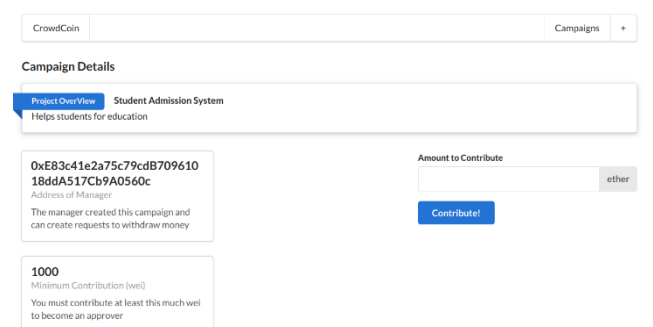 CrowdCoin
Campaigns
+
Campaign Details
Project OverView
Student Admission System
Helps students for education
0xE83c41e2a75c79cdB709610
18ddA517Cb9A0560c
Address of Manager
The manager created this campaign and
can create requests to withdraw money
Amount to Contribute
ether
Contribute!
1000
Minimum Contribution (wei)
You must contribute at least this much wei
to become an approver